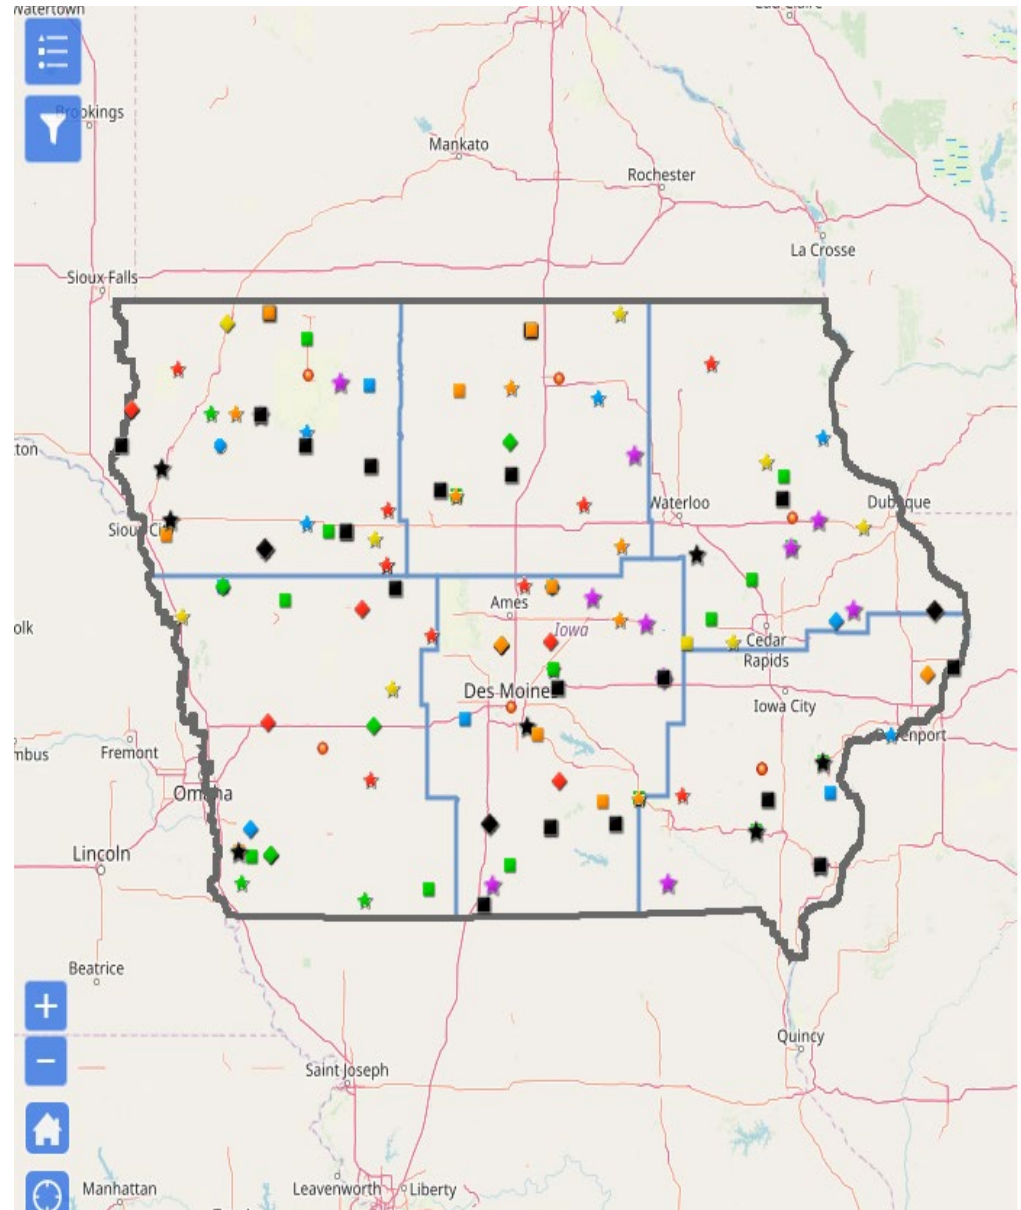 Watertown
Brookings
Mankato
Rochester
La Crosse
Sioux Falls
Waterloo
Dubuque
Ames
Iowa
Cedar
Rapids
Des Moines
Iowa City
Fremont
Omaha
Lincoln
Beatrice
Quincy
Saint Joseph
Manhattan
Leavenworth
Liberty